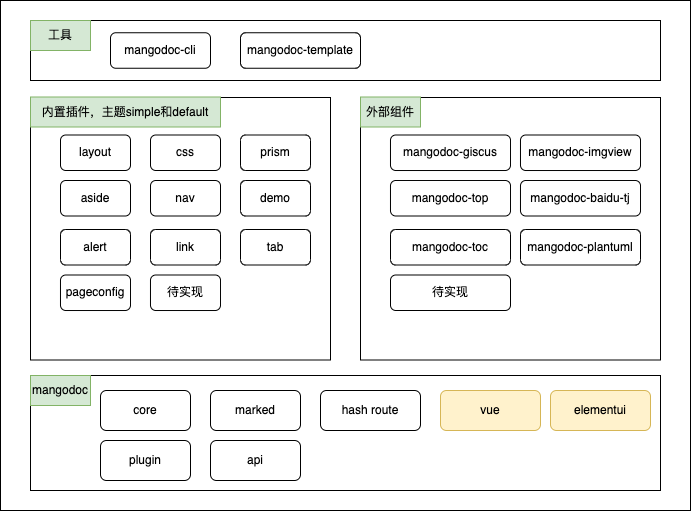 工具
mangodoc-cli
mangodoc-template
内置插件，主题simple和default
layout
css
prism
aside
nav
demo
alert
link
tab
pageconfig
待实现
外部组件
mangodoc-giscus
mangodoc-imgview
mangodoc-top
mangodoc-baidu-tj
mangodoc-toc
mangodoc-plantuml
待实现
mangodoc
core
marked
hash route
vue
elementui
plugin
api